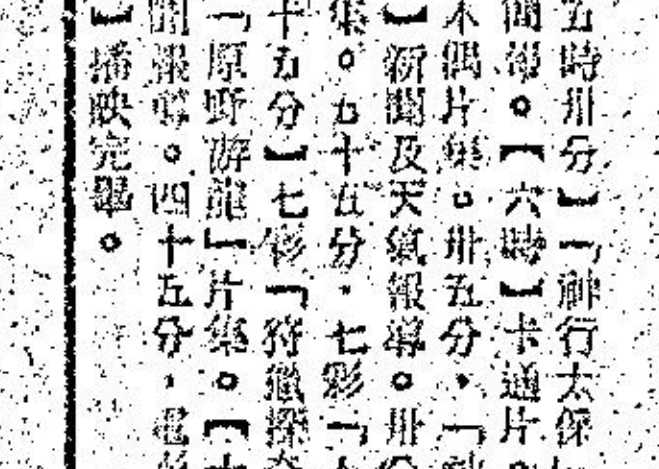 五時卅分】「神行太保
簡報。【六時】卡通片。
木偶片集。卅五分，「
】新聞及天氣報導。卅
集。五十五分，七彩「
十五分】七彩「狩獵探
「原野游龍」片集。【
聞報導。四十五分，
】播映完畢。